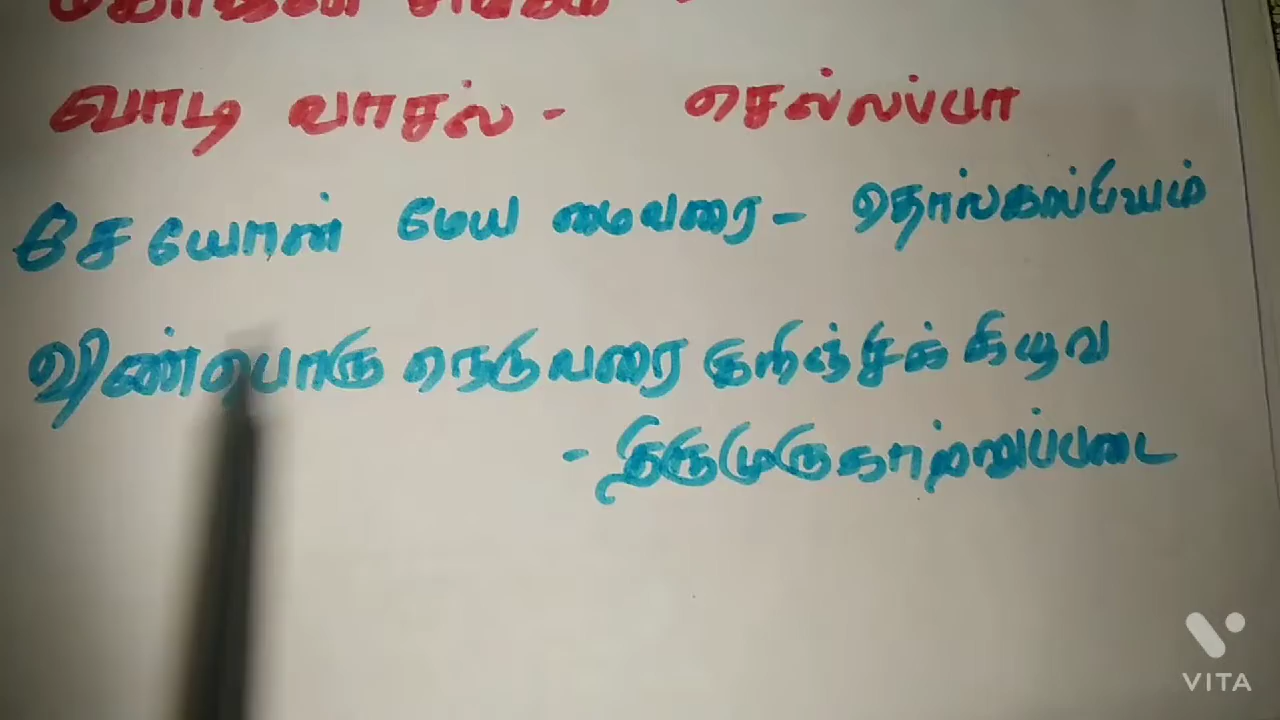 வாடி வாசல் - செல்லப்பா
சேயோன் மேய மைவரை - தொல்காப்பியம்
விண்பொரு நெடுவரை குறிஞ்சிக் கிழவ
- திருமுருகாற்றுப்படை
VITA